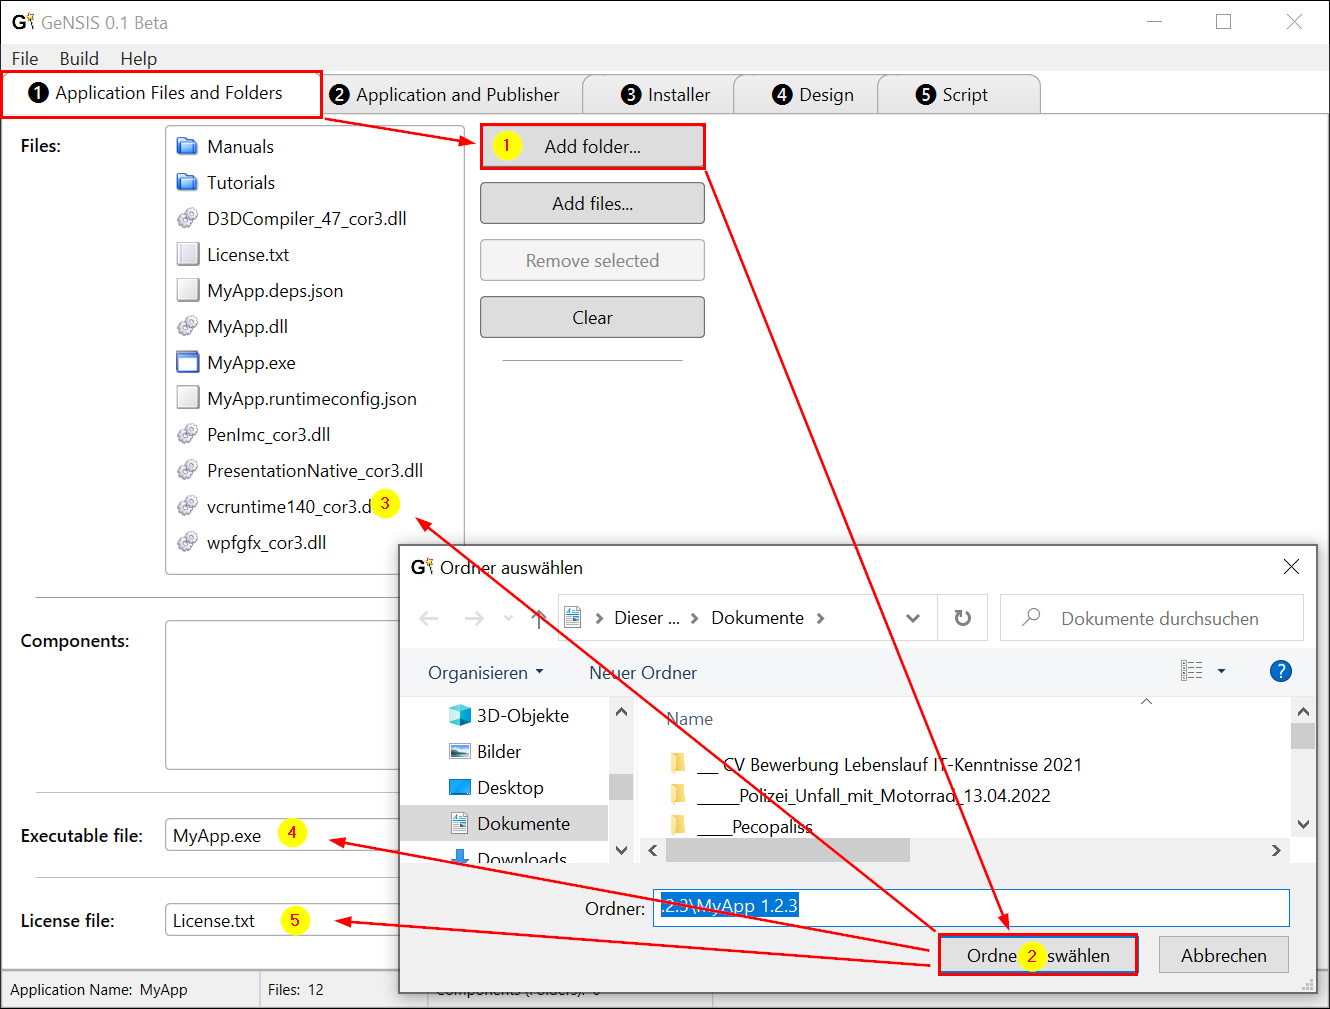 G GeNSIS 0.1 Beta
File Build Help
1 Application Files and Folders
2 Application and Publisher
3 Installer
4 Design
5 Script
Files:
Manuals
Tutorials
D3DCompiler_47_cor3.dll
License.txt
MyApp.deps.json
MyApp.dll
MyApp.exe
MyApp.runtimeconfig.json
PenImc_cor3.dll
PresentationNative_cor3.dll
vcruntime140_cor3.d
3
wpfgfx_cor3.dll
1 Add folder...
Add files...
Remove selected
Clear
Components:
Executable file:
MyApp.exe 4
License file:
License.txt 5
G Ordner auswählen
Dieser ... > Dokumente >
Dokumente durchsuchen
Organisieren
Neuer Ordner
?
3D-Objekte
Bilder
Desktop
Dokumente
Downloads
Name
__ CV Bewerbung Lebenslauf IT-Kenntnisse 2021
____Polizei_Unfall_mit_Motorrad_13.04.2022
____Pecopaliss
Ordner:
.2.3\MyApp 1.2.3
Ordne 2 swählen
Abbrechen
Application Name: MyApp
Files: 12
Components (Folders): 0